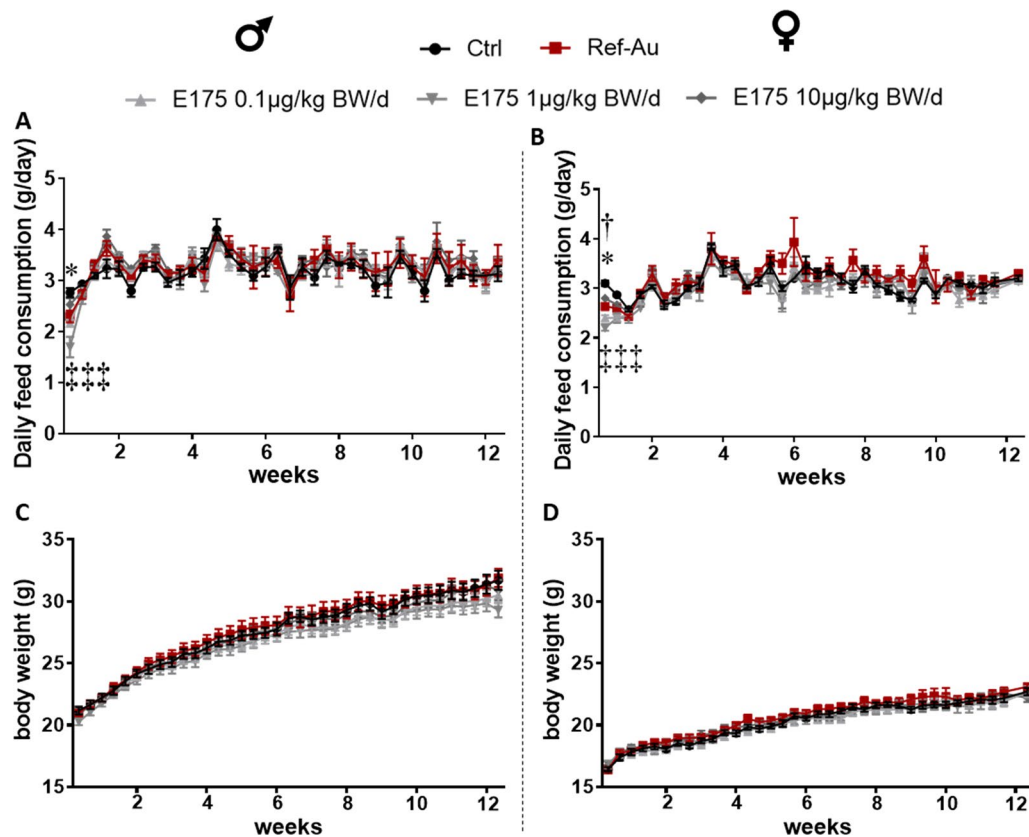 ♂ ♀
Ctrl Ref-Au
E175 0.1µg/kg BW/d E175 1µg/kg BW/d E175 10µg/kg BW/d
A
Daily feed consumption (g/day)
5
4
3
2
1
0
*
‡‡‡
2 4 6 8 10 12
weeks
B
Daily feed consumption (g/day)
5
4
3
2
1
0
†
*
‡‡‡
2 4 6 8 10 12
weeks
C
body weight (g)
35
30
25
20
15
2 4 6 8 10 12
weeks
D
body weight (g)
35
30
25
20
15
2 4 6 8 10 12
weeks